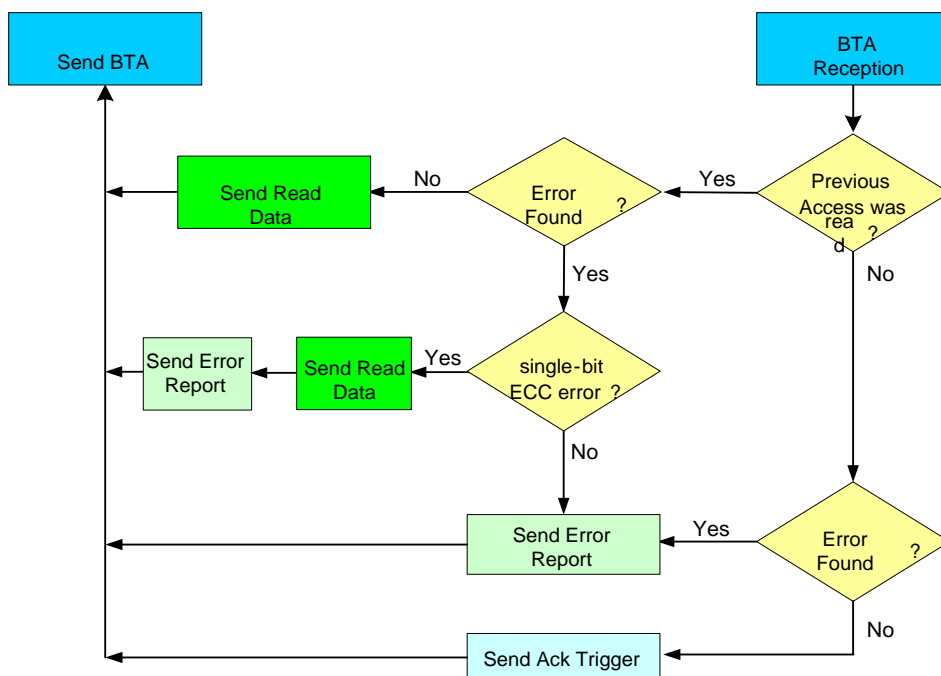 Send BTA
BTA
Reception
Send Read
Data
No
Error
Found ?
Yes
Previous
Access was
rea
d ?
Yes
No
Send Error
Report
Send Read
Data
Yes
single-bit
ECC error ?
No
Send Error
Report
Yes
Error
Found ?
No
Send Ack Trigger